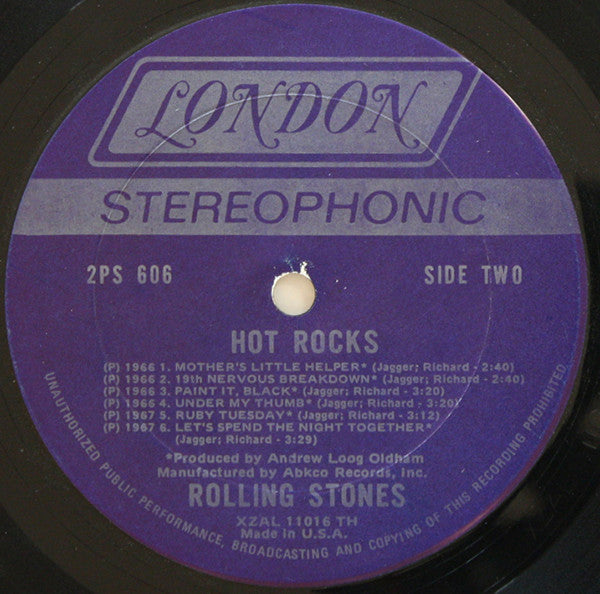 LONDON
STEREOPHONIC
2PS 606
SIDE TWO
HOT ROCKS
(P) 1966 1. MOTHER'S LITTLE HELPER* (Jagger; Richard - 2:40)
(P) 1966 2. 19th NERVOUS BREAKDOWN* (Jagger; Richard - 2:40)
(P) 1966 3. PAINT IT, BLACK* (Jagger; Richard - 3:20)
(P) 1966 4. UNDER MY THUMB* (Jagger; Richard - 3:20)
(P) 1967 5. RUBY TUESDAY* (Jagger; Richard - 3:12)
(P) 1967 6. LET'S SPEND THE NIGHT TOGETHER*
(Jagger; Richard - 3:29)
*Produced by Andrew Loog Oldham
Manufactured by Abkco Records, Inc.
ROLLING STONES
XZAL 11016 TH
Made in U.S.A.
UNAUTHORIZED PUBLIC PERFORMANCE, BROADCASTING AND COPYING OF THIS RECORDING PROHIBITED